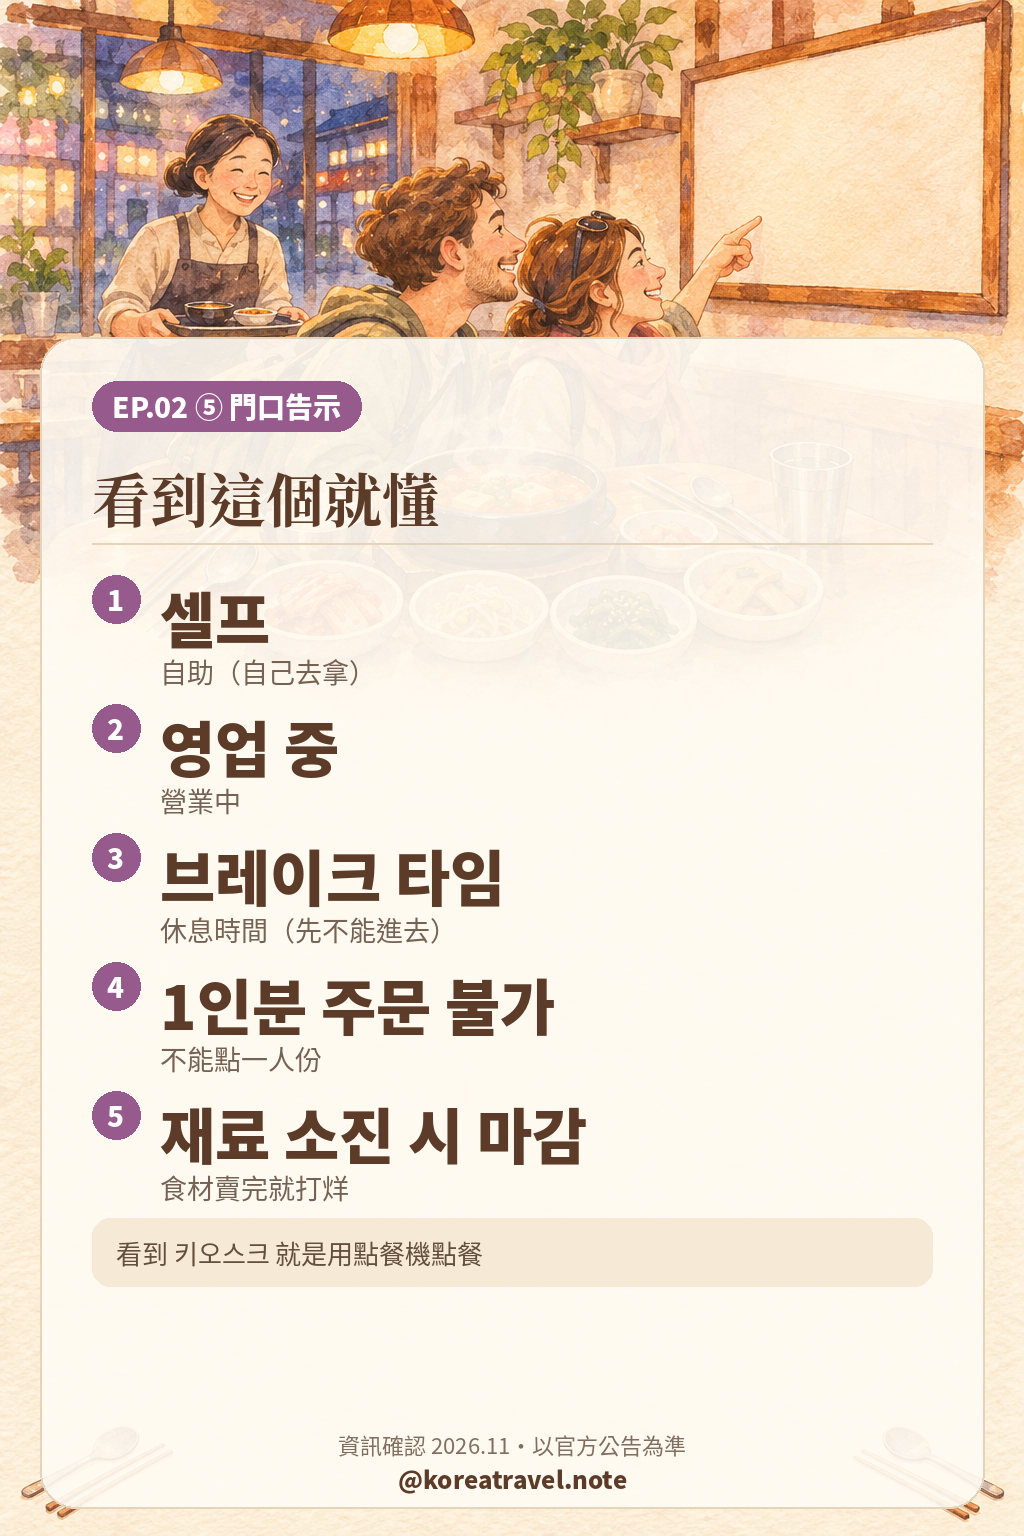 EP.02 ⑤ 門口告示
看到這個就懂
1 셀프
自助（自己去拿）
2 영업 중
營業中
3 브레이크 타임
休息時間（先不能進去）
4 1인분 주문 불가
不能點一人份
5 재료 소진 시 마감
食材賣完就打烊
看到 키오스크 就是用點餐機點餐
資訊確認 2026.11・以官方公告為準
@koreatravel.note